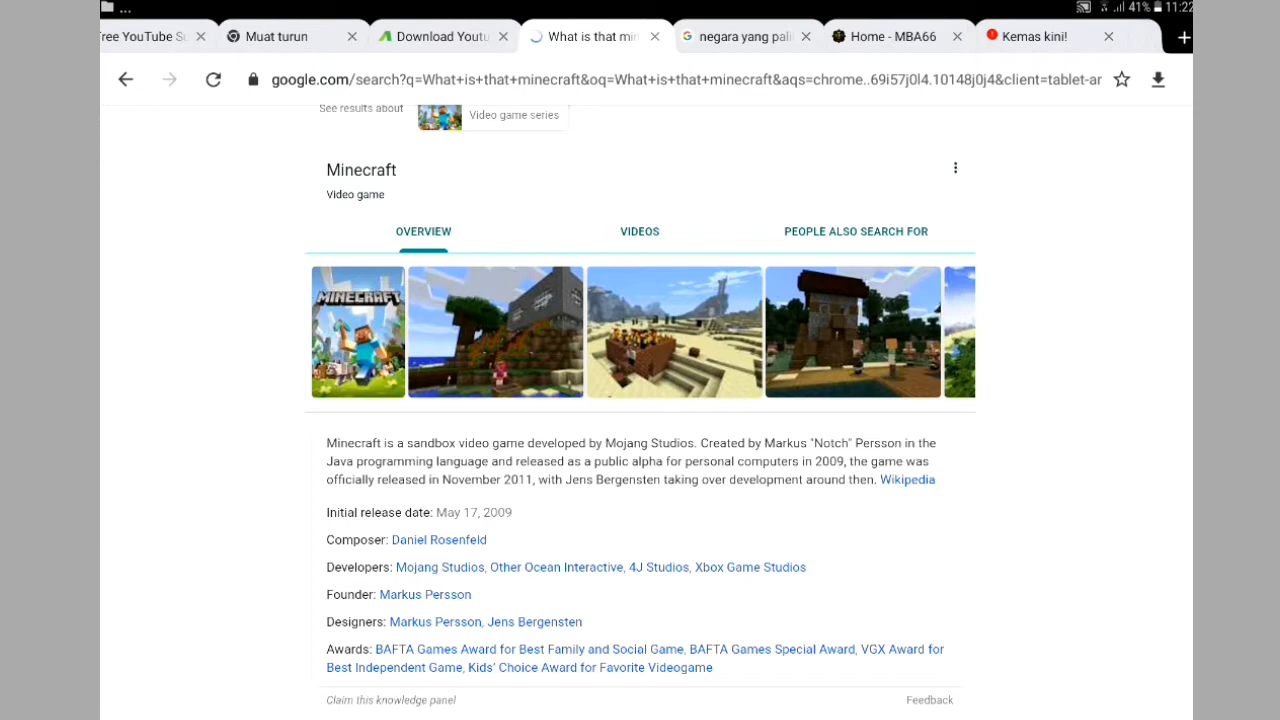 ...
41% 11:22
Free YouTube Su
Muat turun
Download Youtu
What is that min
negara yang pali
Home - MBA66
Kemas kini!
google.com/search?q=What+is+that+minecraft&oq=What+is+that+minecraft&aqs=chrome..69i57j0l4.10148j0j4&client=tablet-ar
See results about
Video game series
Minecraft
Video game
OVERVIEW
VIDEOS
PEOPLE ALSO SEARCH FOR
MINECRAFT
Minecraft is a sandbox video game developed by Mojang Studios. Created by Markus "Notch" Persson in the
Java programming language and released as a public alpha for personal computers in 2009, the game was
officially released in November 2011, with Jens Bergensten taking over development around then. Wikipedia
Initial release date: May 17, 2009
Composer: Daniel Rosenfeld
Developers: Mojang Studios, Other Ocean Interactive, 4J Studios, Xbox Game Studios
Founder: Markus Persson
Designers: Markus Persson, Jens Bergensten
Awards: BAFTA Games Award for Best Family and Social Game, BAFTA Games Special Award, VGX Award for
Best Independent Game, Kids' Choice Award for Favorite Videogame
Claim this knowledge panel
Feedback